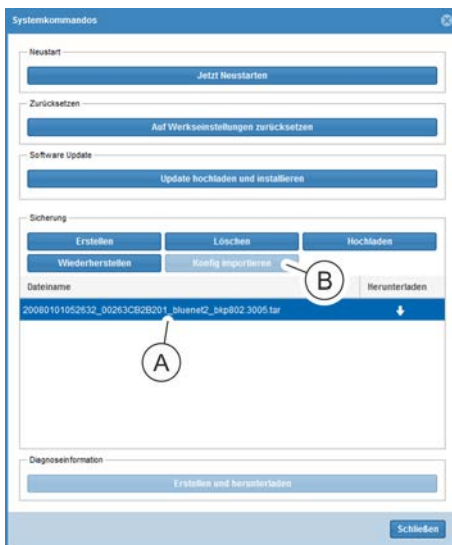 Systemkommandos
Neustart
Jetzt Neustarten
Zurücksetzen
Auf Werkseinstellungen zurücksetzen
Software Update
Update hochladen und installieren
Sicherung
Erstellen Löschen Hochladen
Wiederherstellen Konfig importieren
B
Dateiname Herunterladen
20080101052632_00263CB2B201_bluenet2_bkp802.3005.tar
A
Diagnoseinformation
Erstellen und herunterladen
Schließen